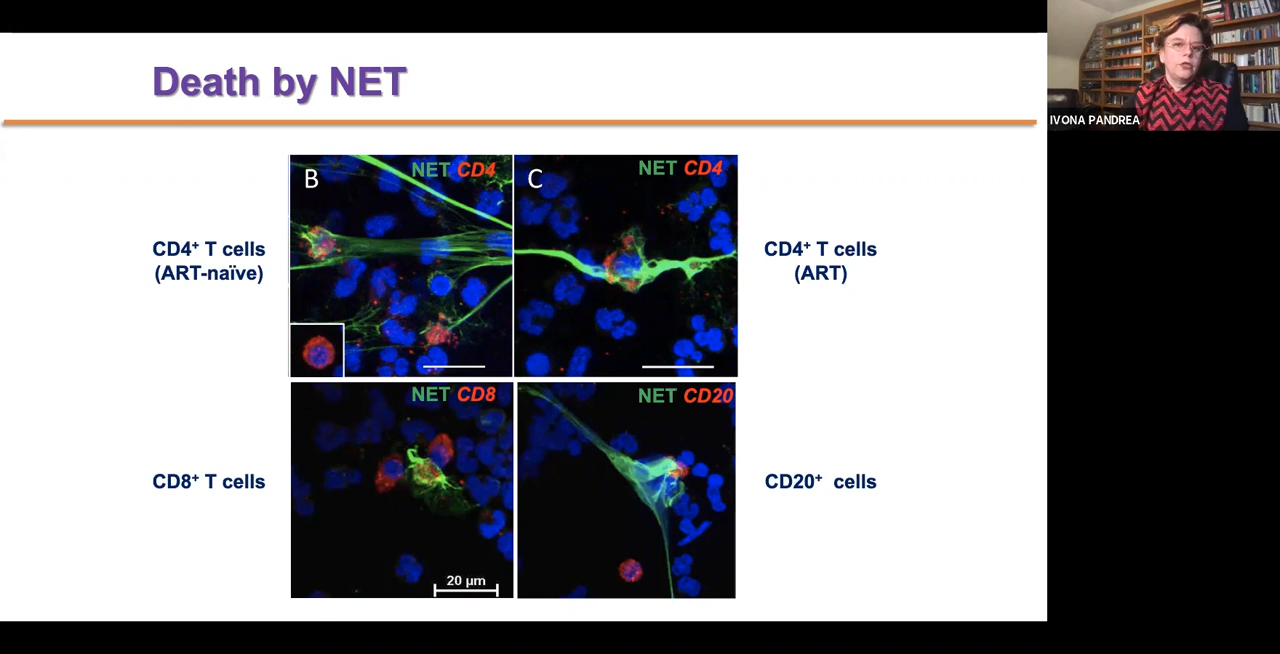 Death by NET
IVONA PANDREA
B
NET CD4
C
NET CD4
CD4⁺ T cells
(ART-naïve)
CD4⁺ T cells
(ART)
NET CD8
NET CD20
CD8⁺ T cells
CD20⁺ cells
20 µm